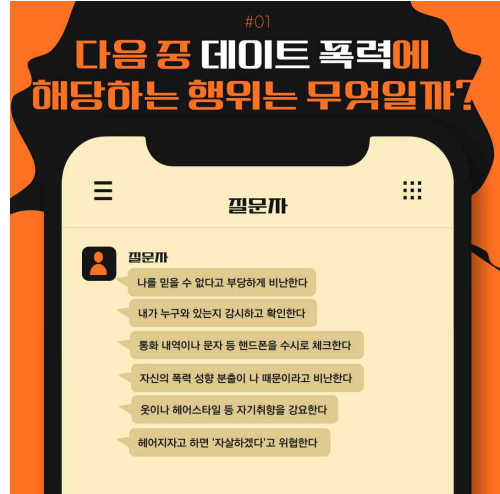 #01
다음 중 데이트 폭력에
해당하는 행위는 무엇일까?
질문자
질문자
나를 믿을 수 없다고 부당하게 비난한다
내가 누구와 있는지 감시하고 확인한다
통화 내역이나 문자 등 핸드폰을 수시로 체크한다
자신의 폭력 성향 분출이 나 때문이라고 비난한다
옷이나 헤어스타일 등 자기취향을 강요한다
헤어지자고 하면 '자살하겠다'고 위협한다